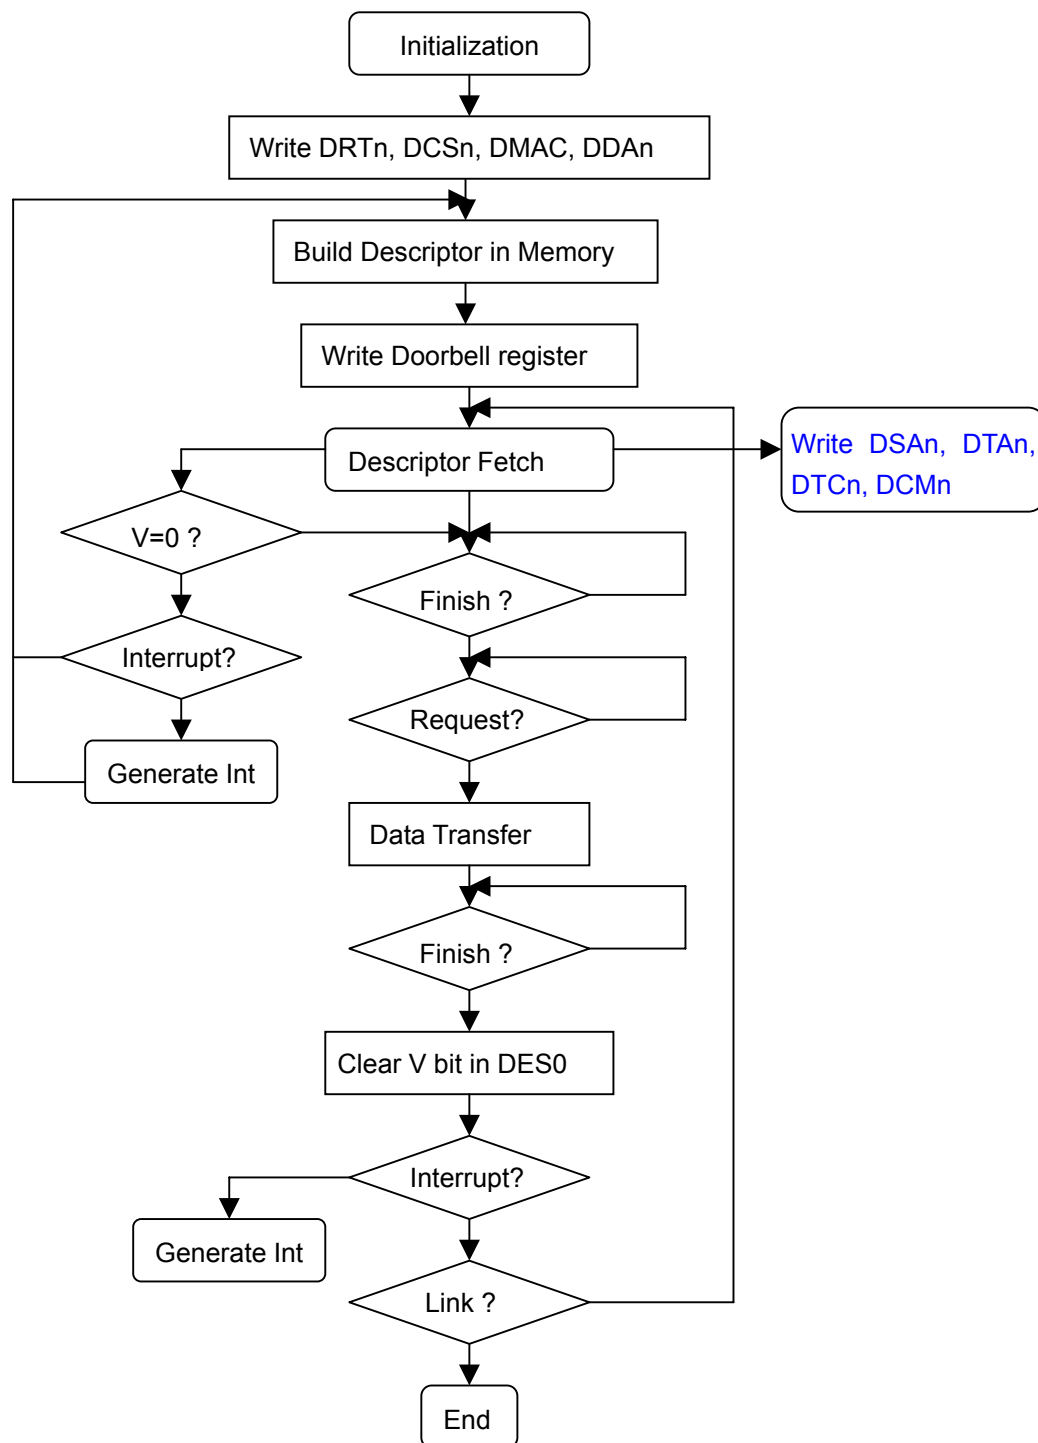 Initialization
Write DRTn, DCSn, DMAC, DDAn
Build Descriptor in Memory
Write Doorbell register
Descriptor Fetch
Write DSAn, DTAn,
DTCn, DCMn
V=0 ?
Finish ?
Interrupt?
Request?
Generate Int
Data Transfer
Finish ?
Clear V bit in DES0
Interrupt?
Generate Int
Link ?
End